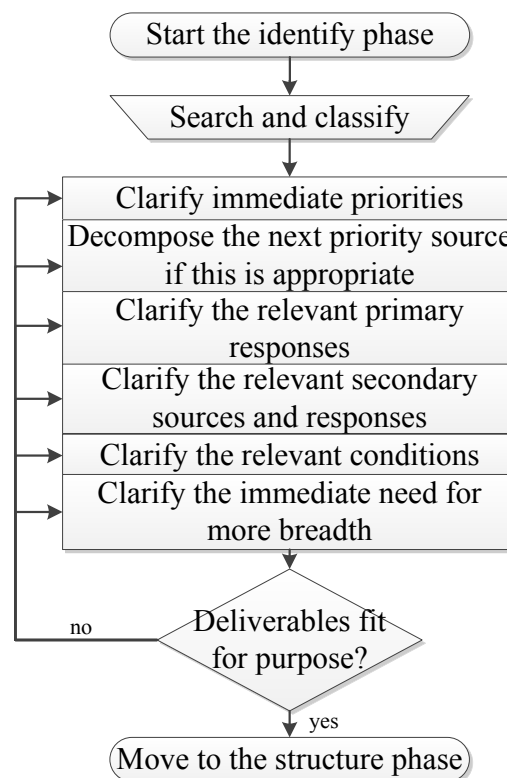 Start the identify phase
Search and classify
Clarify immediate priorities
Decompose the next priority source
if this is appropriate
Clarify the relevant primary
responses
Clarify the relevant secondary
sources and responses
Clarify the relevant conditions
Clarify the immediate need for
more breadth
Deliverables fit
for purpose?
no
yes
Move to the structure phase